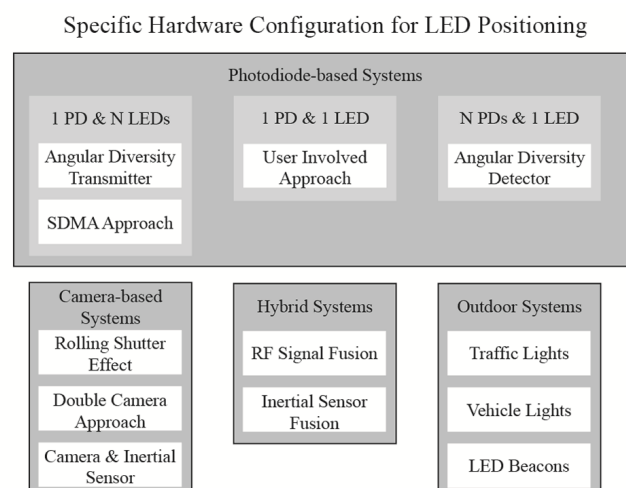 Specific Hardware Configuration for LED Positioning
Photodiode-based Systems
1 PD & N LEDs
Angular Diversity
Transmitter
SDMA Approach
1 PD & 1 LED
User Involved
Approach
N PDs & 1 LED
Angular Diversity
Detector
Camera-based
Systems
Rolling Shutter
Effect
Double Camera
Approach
Camera & Inertial
Sensor
Hybrid Systems
RF Signal Fusion
Inertial Sensor
Fusion
Outdoor Systems
Traffic Lights
Vehicle Lights
LED Beacons